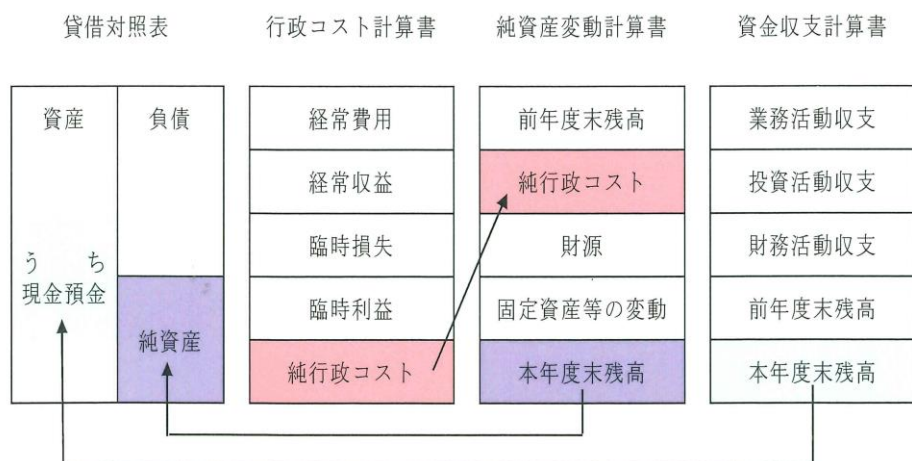 貸借対照表
行政コスト計算書
純資産変動計算書
資金収支計算書
資産
負債
う ち
現金預金
純資産
経常費用
経常収益
臨時損失
臨時利益
純行政コスト
前年度末残高
純行政コスト
財源
固定資産等の変動
本年度末残高
業務活動収支
投資活動収支
財務活動収支
前年度末残高
本年度末残高